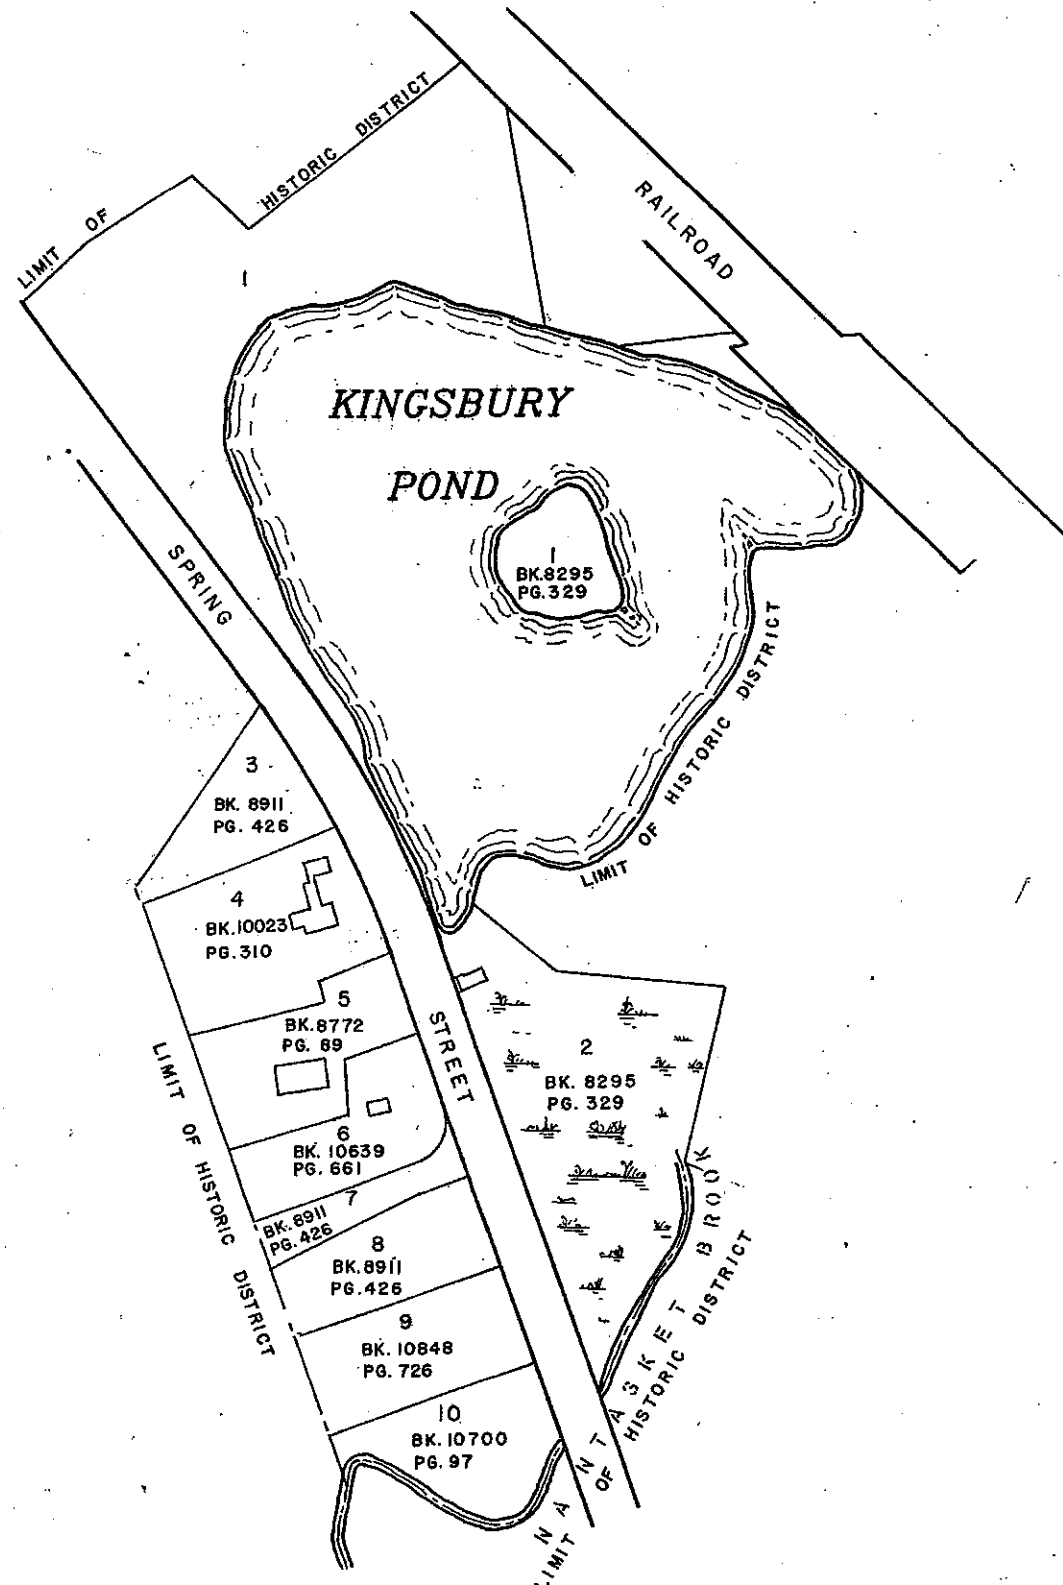 LIMIT OF HISTORIC DISTRICT
RAILROAD
1
KINGSBURY
POND
1
BK.8295
PG.329
SPRING
STREET
LIMIT OF HISTORIC DISTRICT
3
BK. 8911
PG. 426
4
BK.10023
PG.310
5
BK.8772
PG. 89
2
BK. 8295
PG. 329
6
BK. 10639
PG. 661
7
BK. 8911
PG. 426
8
BK.8911
PG.426
9
BK. 10848
PG. 726
10
BK. 10700
PG. 97
LIMIT OF HISTORIC DISTRICT
NANTASKET BROOK
LIMIT OF HISTORIC DISTRICT